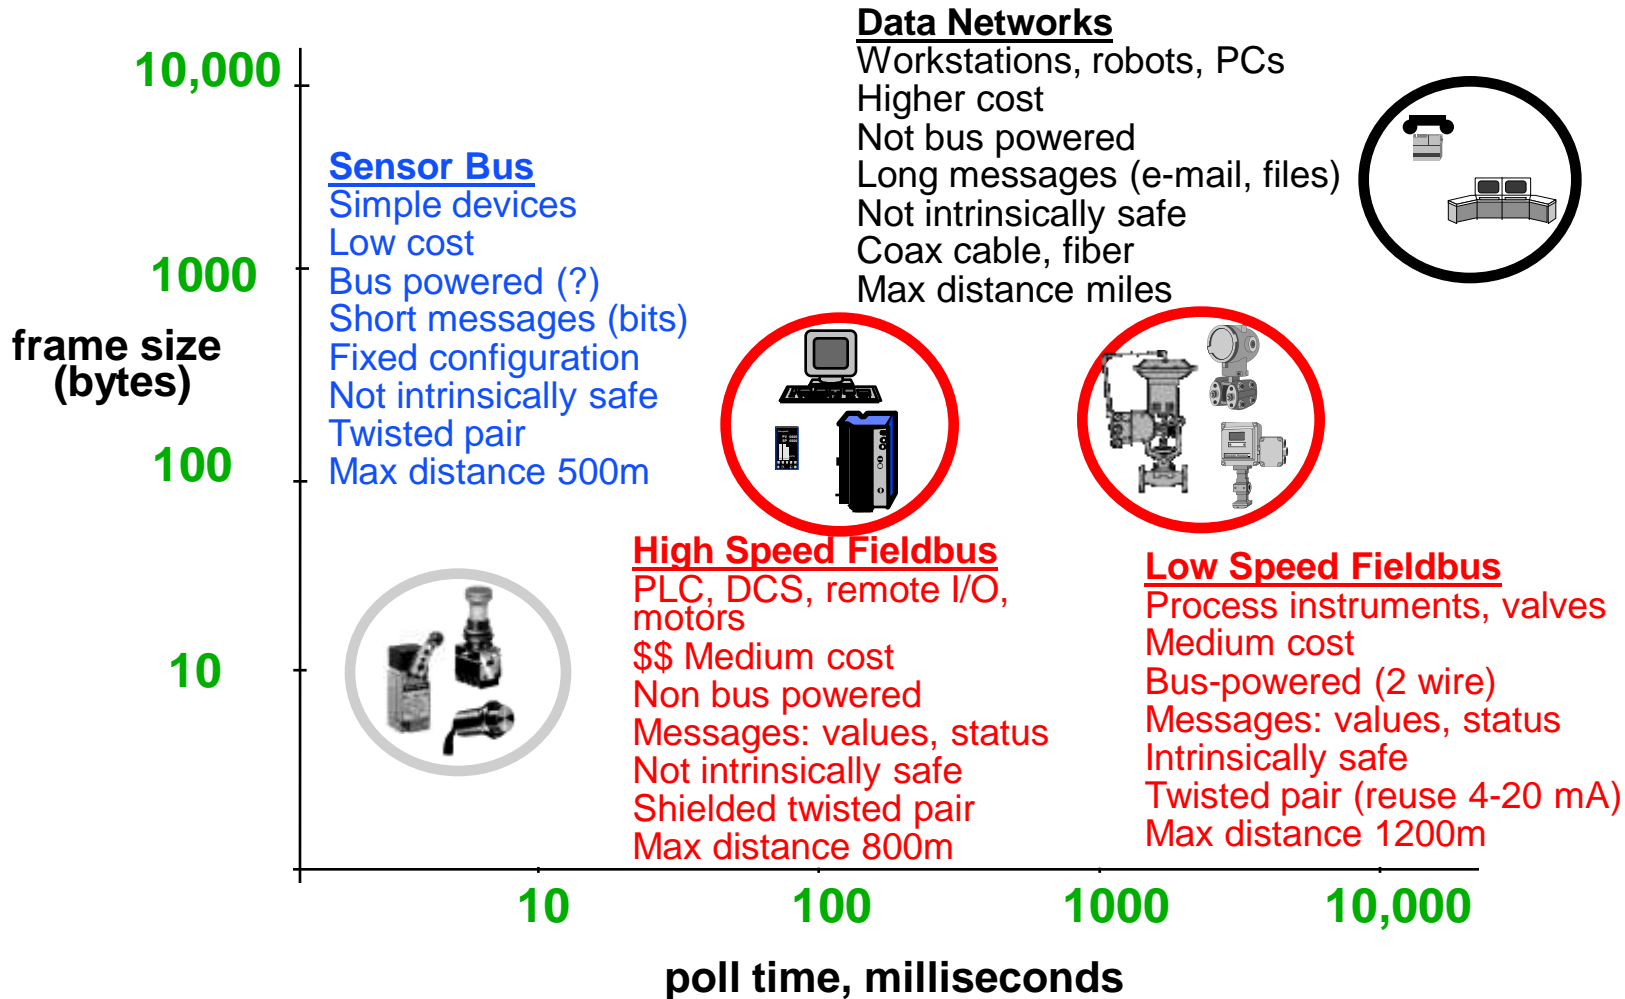 Data Networks
Workstations, robots, PCs
Higher cost
Not bus powered
Long messages (e-mail, files)
Not intrinsically safe
Coax cable, fiber
Max distance miles
10,000
1000
frame size
(bytes)
100
10
Sensor Bus
Simple devices
Low cost
Bus powered (?)
Short messages (bits)
Fixed configuration
Not intrinsically safe
Twisted pair
Max distance 500m
High Speed Fieldbus
PLC, DCS, remote I/O,
motors
$$ Medium cost
Non bus powered
Messages: values, status
Not intrinsically safe
Shielded twisted pair
Max distance 800m
Low Speed Fieldbus
Process instruments, valves
Medium cost
Bus-powered (2 wire)
Messages: values, status
Intrinsically safe
Twisted pair (reuse 4-20 mA)
Max distance 1200m
10
100
1000
10,000
poll time, milliseconds